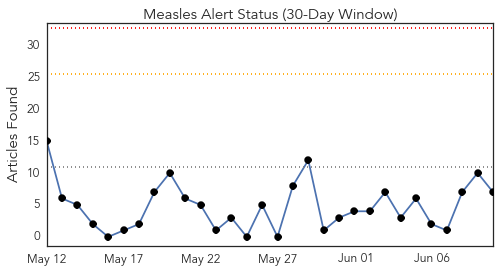 Measles Alert Status (30-Day Window)
Articles Found
30
25
20
15
10
5
0
May 12 May 17 May 22 May 27 Jun 01 Jun 06